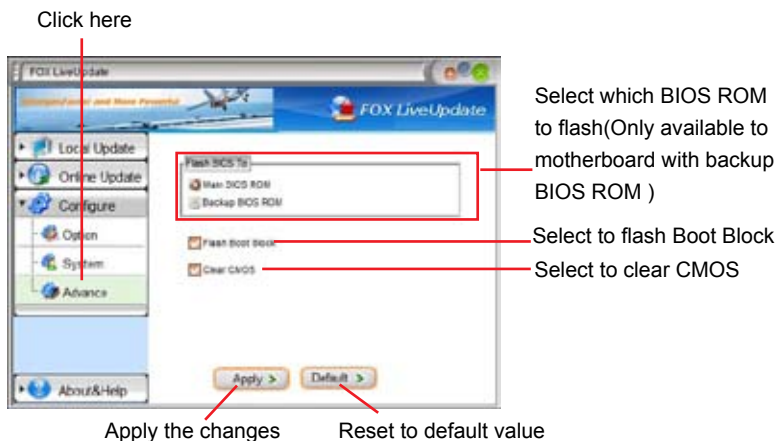 Click here
FOX LiveUpdate
and More Powerful
FOX LiveUpdate
Local Update
Online Update
Configure
Option
System
Advance
About&Help
Flash BIOS To
Main BIOS ROM
Backup BIOS ROM
Flash Boot Block
Clear CMOS
Apply >
Default >
Select which BIOS ROM
to flash(Only available to
motherboard with backup
BIOS ROM )
Select to flash Boot Block
Select to clear CMOS
Apply the changes
Reset to default value